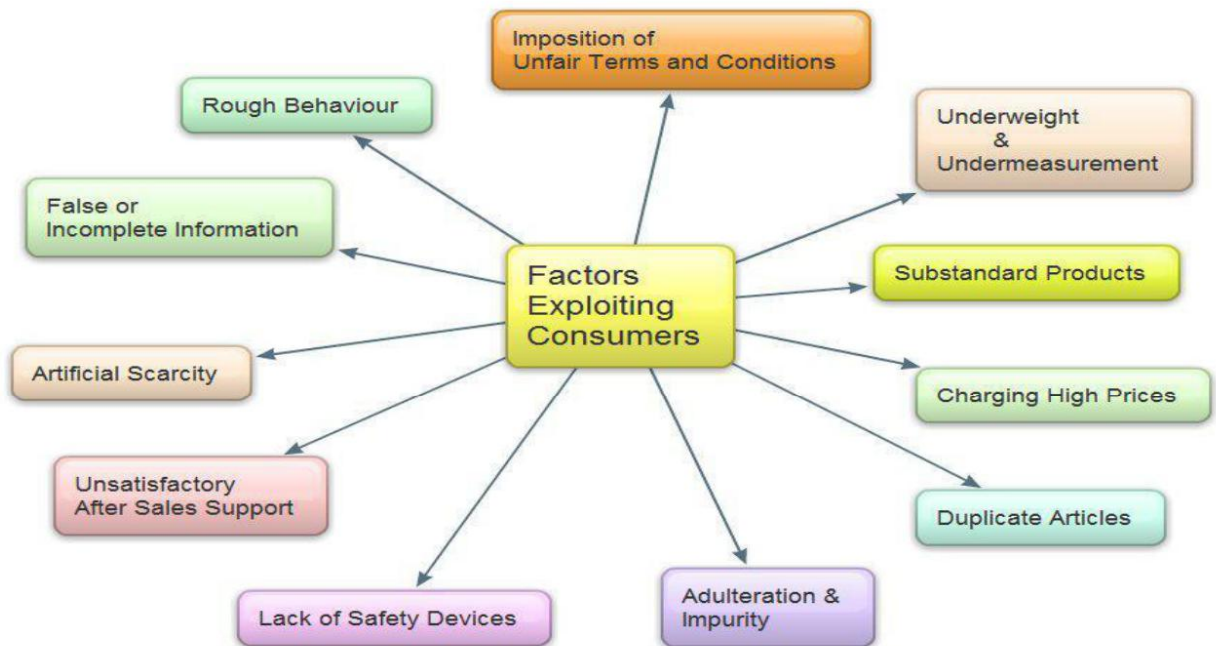 Imposition of
Unfair Terms and Conditions
Rough Behaviour
Underweight
&
Undermeasurement
False or
Incomplete Information
Factors
Exploiting
Consumers
Substandard Products
Artificial Scarcity
Charging High Prices
Unsatisfactory
After Sales Support
Duplicate Articles
Lack of Safety Devices
Adulteration &
Impurity